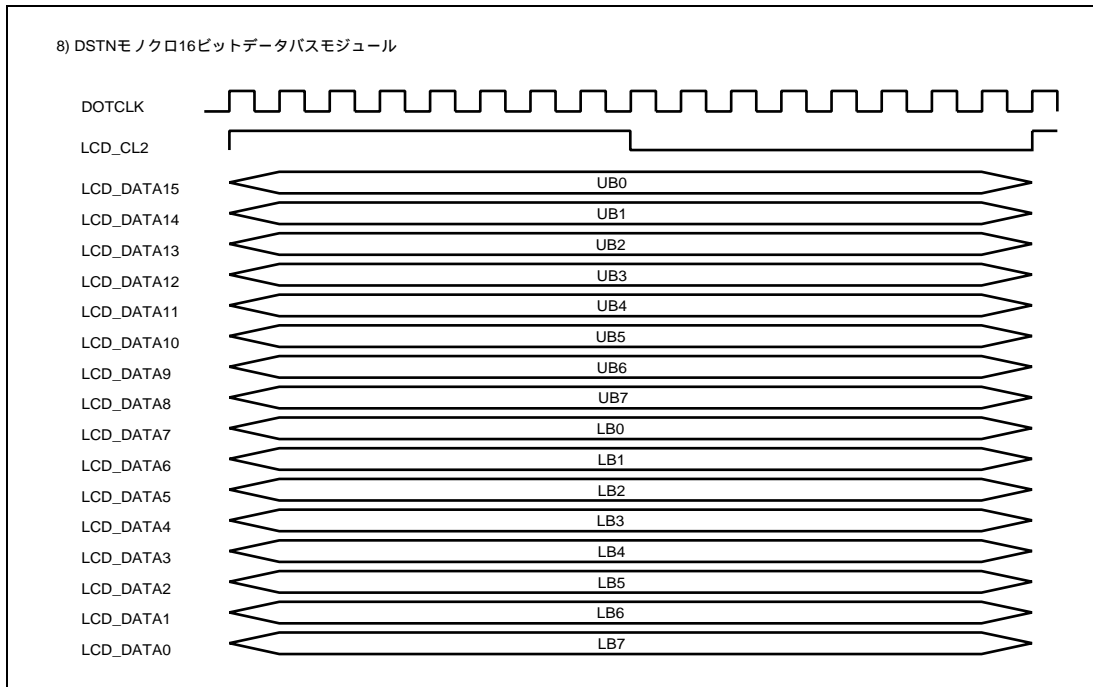 8) DSTNモノクロ16ビットデータバスモジュール
DOTCLK
LCD_CL2
LCD_DATA15 UB0
LCD_DATA14 UB1
LCD_DATA13 UB2
LCD_DATA12 UB3
LCD_DATA11 UB4
LCD_DATA10 UB5
LCD_DATA9 UB6
LCD_DATA8 UB7
LCD_DATA7 LB0
LCD_DATA6 LB1
LCD_DATA5 LB2
LCD_DATA4 LB3
LCD_DATA3 LB4
LCD_DATA2 LB5
LCD_DATA1 LB6
LCD_DATA0 LB7